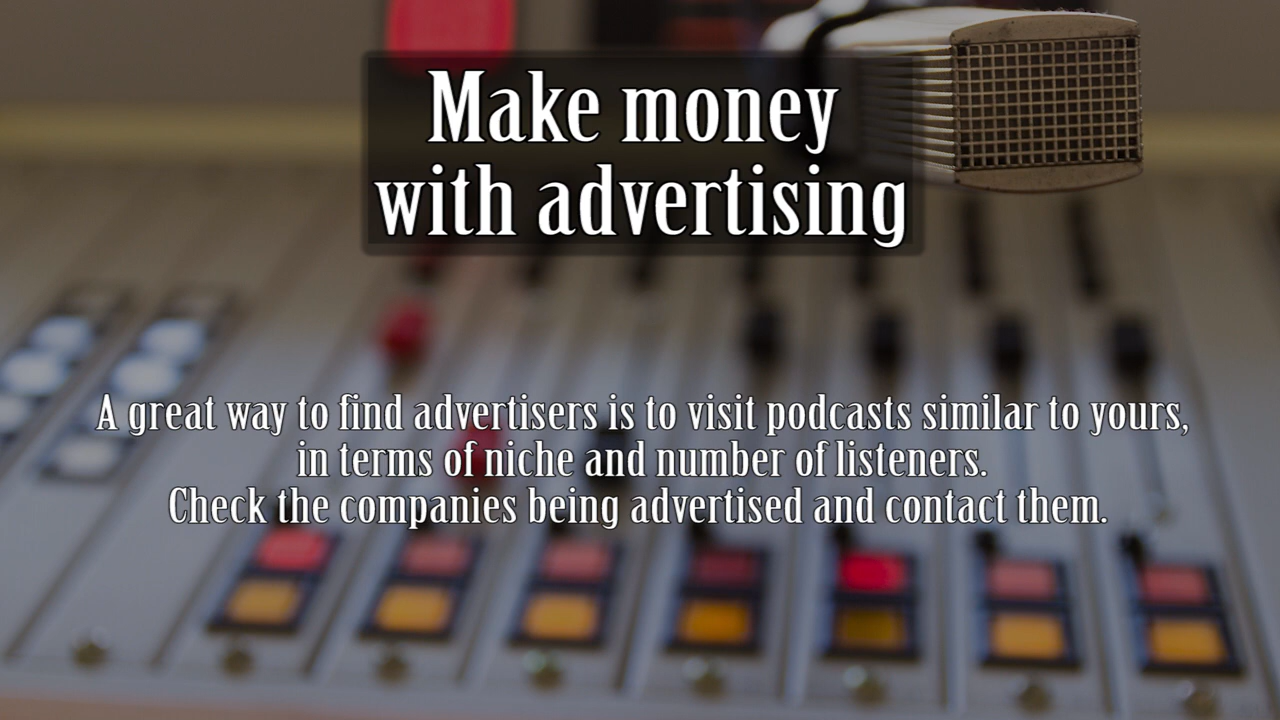 Make money
with advertising
A great way to find advertisers is to visit podcasts similar to yours,
in terms of niche and number of listeners.
Check the companies being advertised and contact them.